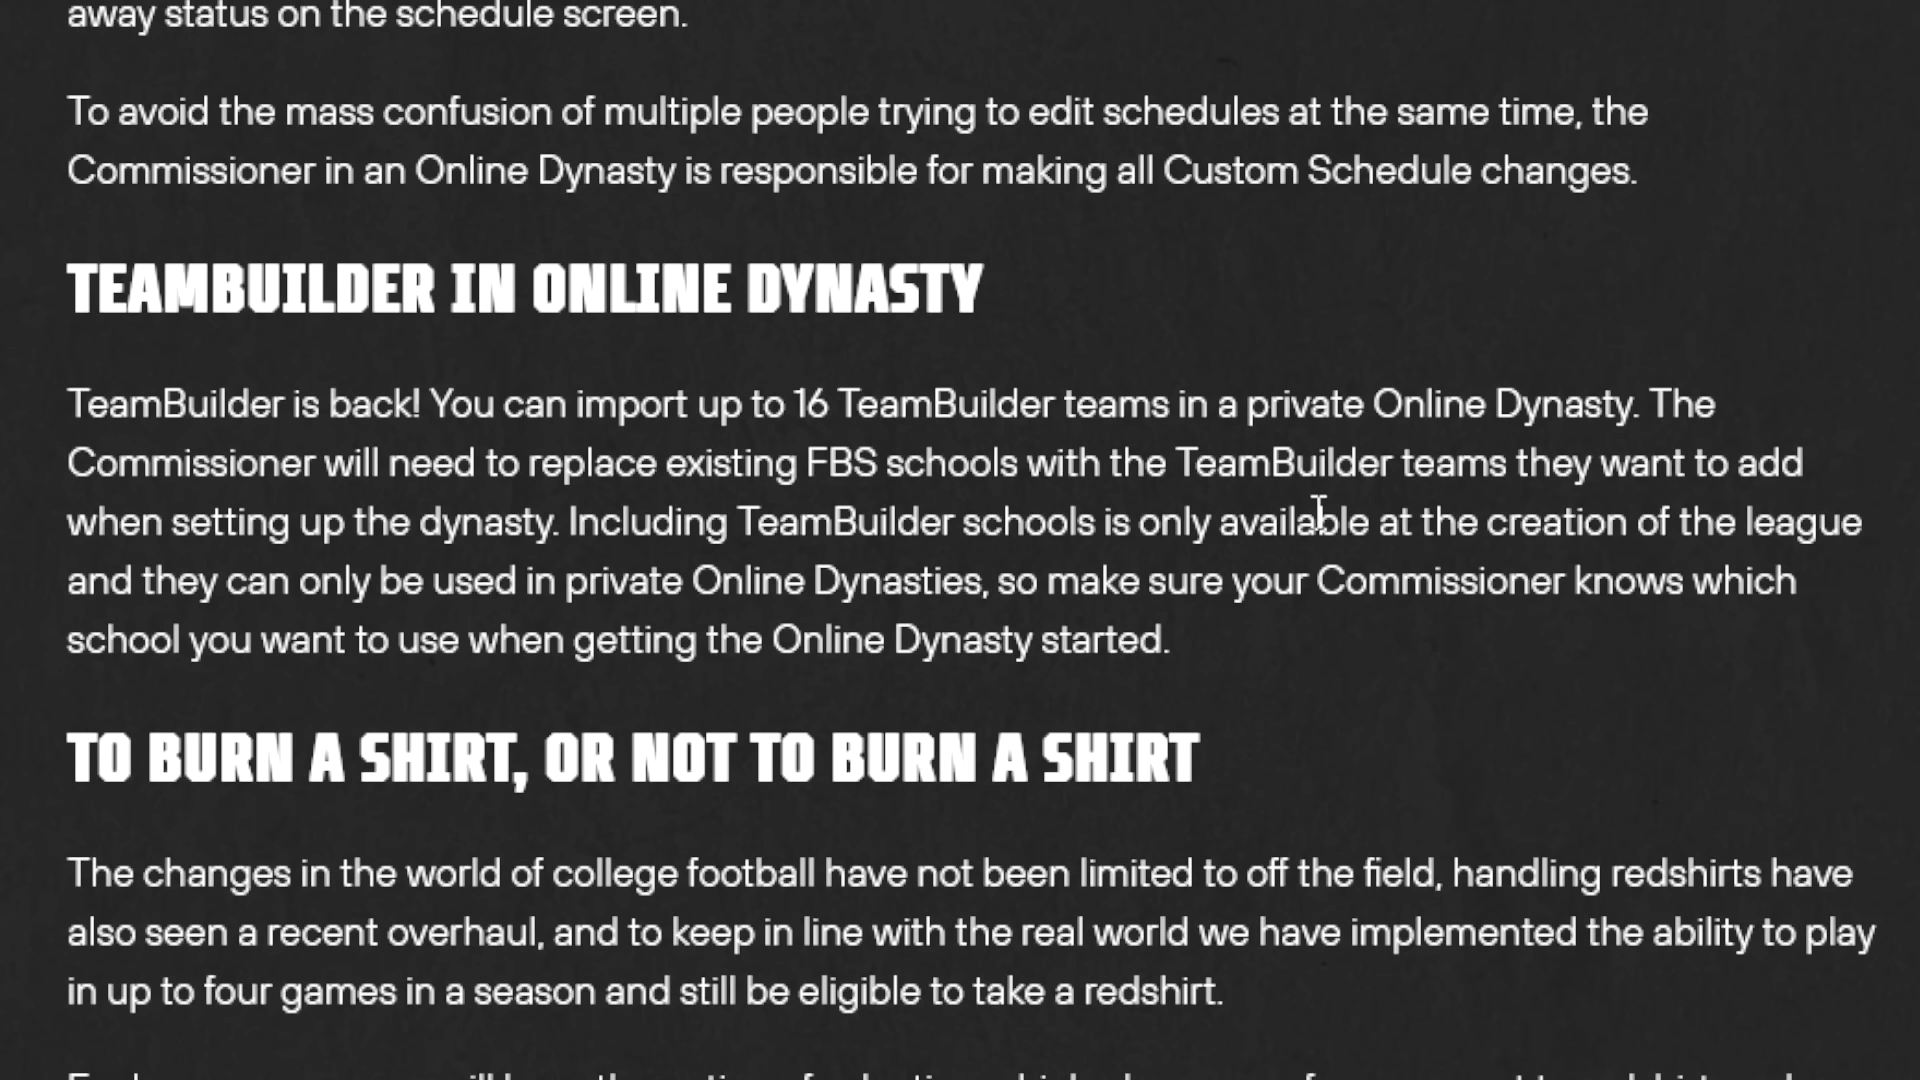 away status on the schedule screen.
To avoid the mass confusion of multiple people trying to edit schedules at the same time, the
Commissioner in an Online Dynasty is responsible for making all Custom Schedule changes.
TEAMBUILDER IN ONLINE DYNASTY
TeamBuilder is back! You can import up to 16 TeamBuilder teams in a private Online Dynasty. The
Commissioner will need to replace existing FBS schools with the TeamBuilder teams they want to add
when setting up the dynasty. Including TeamBuilder schools is only available at the creation of the league
and they can only be used in private Online Dynasties, so make sure your Commissioner knows which
school you want to use when getting the Online Dynasty started.
TO BURN A SHIRT, OR NOT TO BURN A SHIRT
The changes in the world of college football have not been limited to off the field, handling redshirts have
also seen a recent overhaul, and to keep in line with the real world we have implemented the ability to play
in up to four games in a season and still be eligible to take a redshirt.